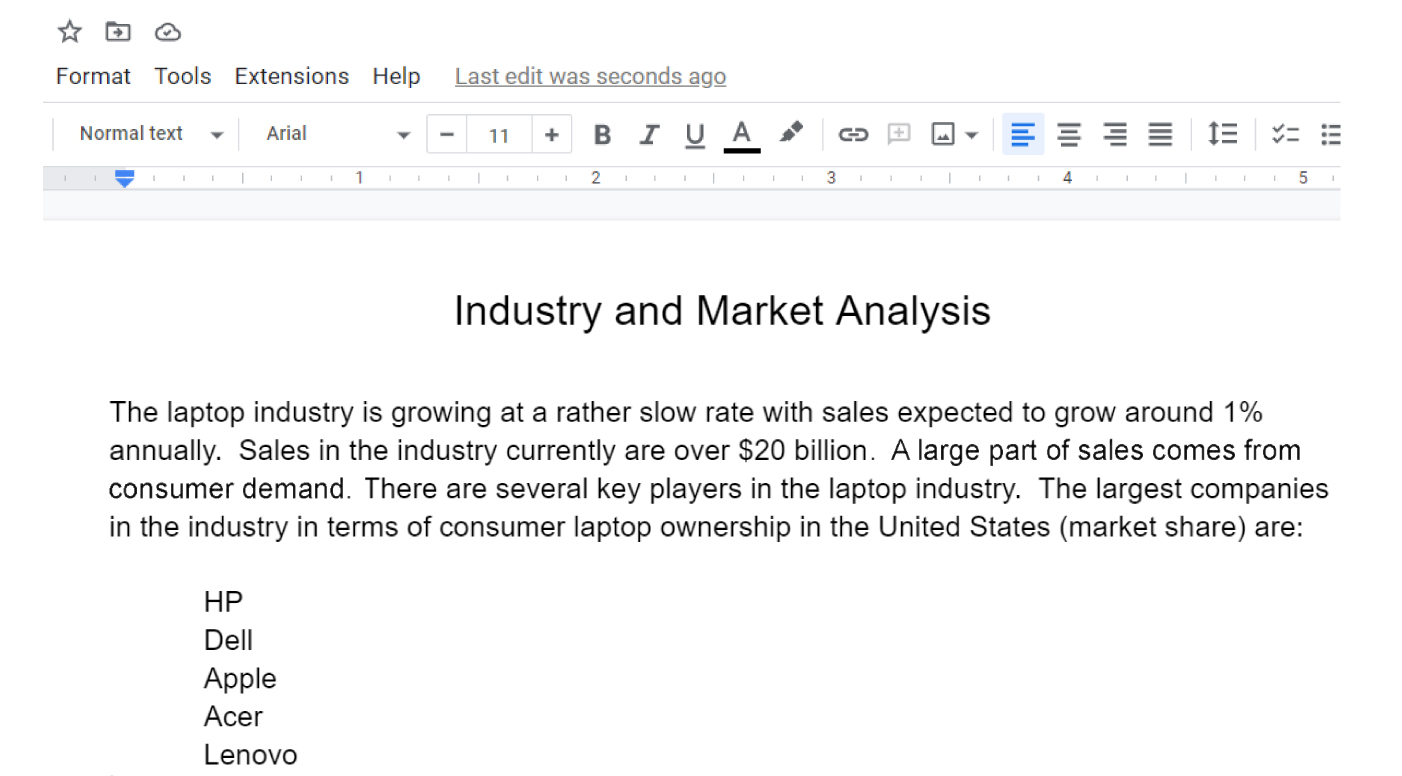 Format Tools Extensions Help Last edit was seconds ago
Normal text Arial − 11 + B I U A
1 2 3 4 5
Industry and Market Analysis
The laptop industry is growing at a rather slow rate with sales expected to grow around 1%
annually.  Sales in the industry currently are over $20 billion.  A large part of sales comes from
consumer demand.  There are several key players in the laptop industry.  The largest companies
in the industry in terms of consumer laptop ownership in the United States (market share) are:
HP
Dell
Apple
Acer
Lenovo